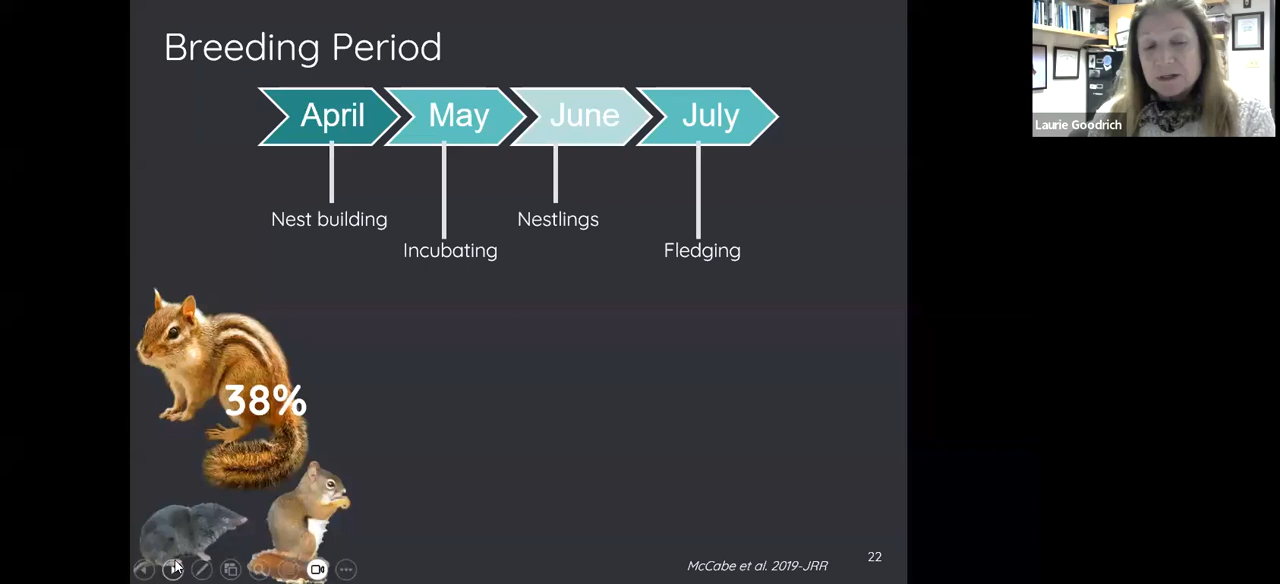 Breeding Period
April May June July
Nest building
Nestlings
Incubating
Fledging
38%
McCabe et al. 2019-JRR
22
Laurie Goodrich